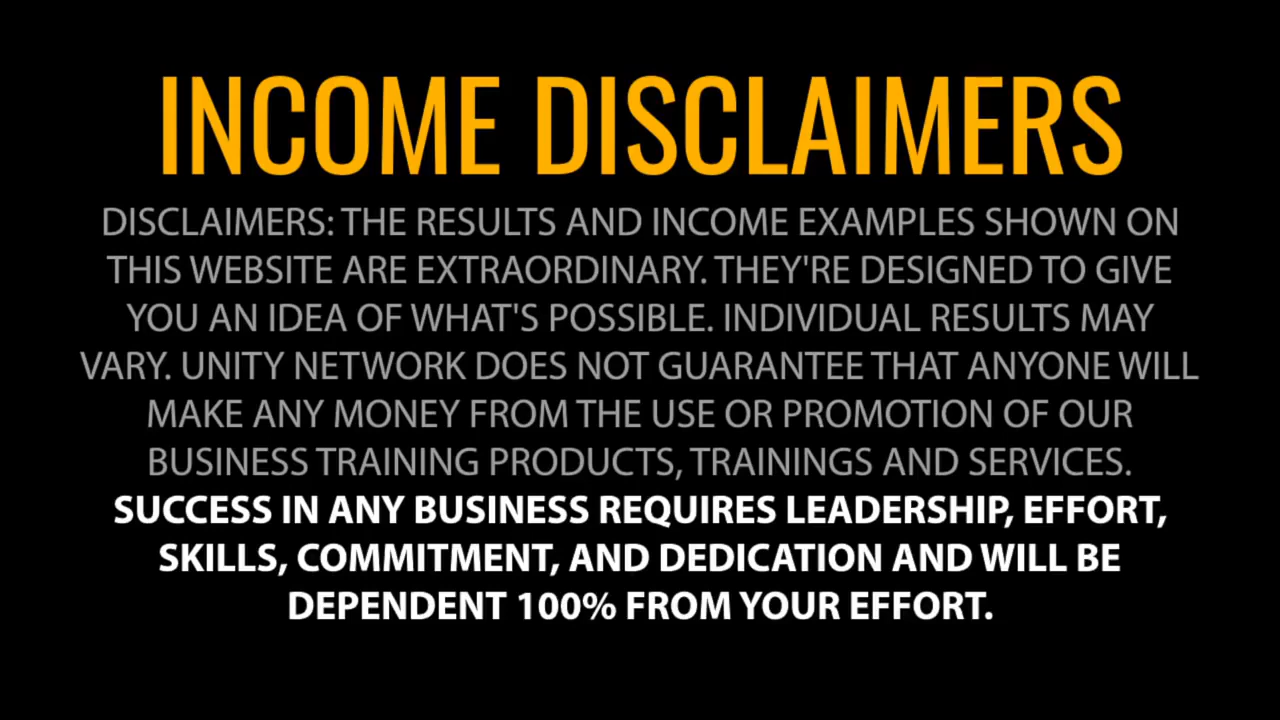 INCOME DISCLAIMERS
DISCLAIMERS: THE RESULTS AND INCOME EXAMPLES SHOWN ON
THIS WEBSITE ARE EXTRAORDINARY. THEY'RE DESIGNED TO GIVE
YOU AN IDEA OF WHAT'S POSSIBLE. INDIVIDUAL RESULTS MAY
VARY. UNITY NETWORK DOES NOT GUARANTEE THAT ANYONE WILL
MAKE ANY MONEY FROM THE USE OR PROMOTION OF OUR
BUSINESS TRAINING PRODUCTS, TRAININGS AND SERVICES.
SUCCESS IN ANY BUSINESS REQUIRES LEADERSHIP, EFFORT,
SKILLS, COMMITMENT, AND DEDICATION AND WILL BE
DEPENDENT 100% FROM YOUR EFFORT.